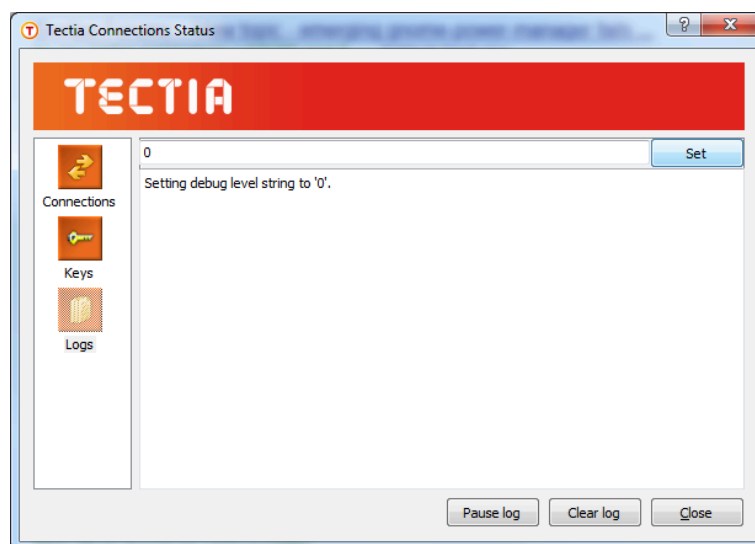 Tectia Connections Status
TECTIA
0
Set
Setting debug level string to '0'.
Connections
Keys
Logs
Pause log
Clear log
Close